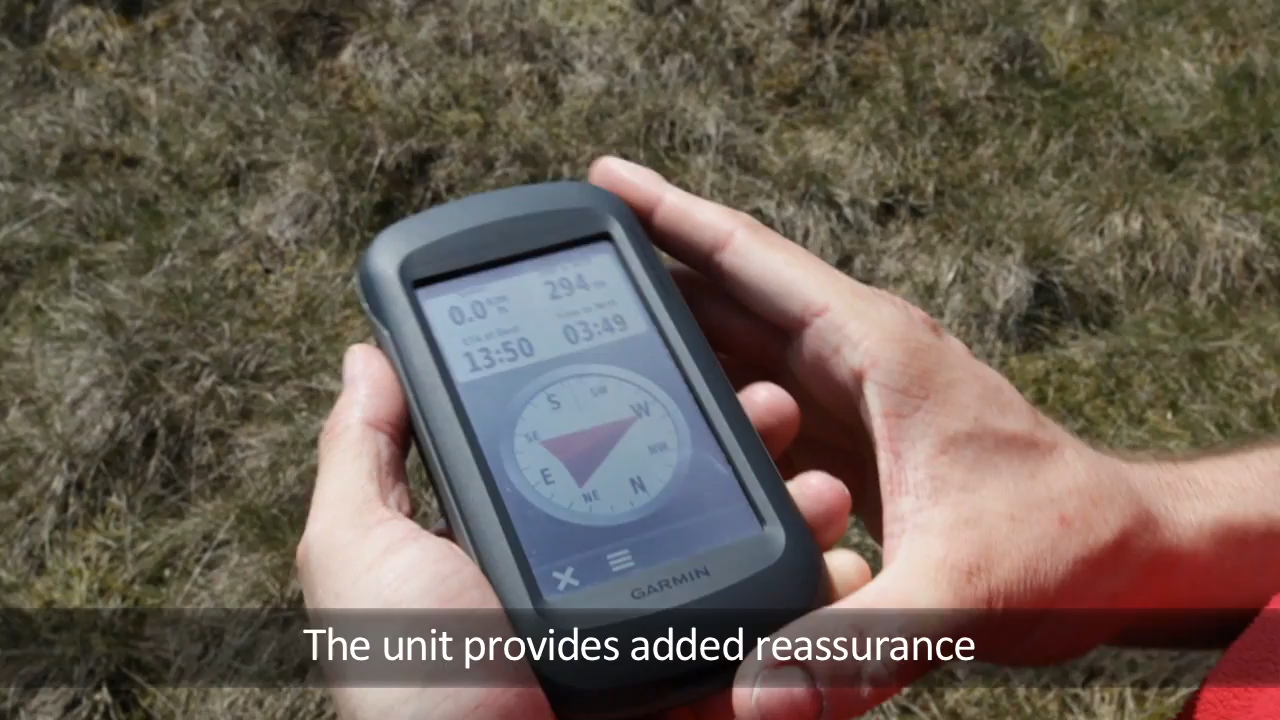 0.0
294
13:50
03:49
S
SW
W
SE
NW
E
NE
N
GARMIN
The unit provides added reassurance